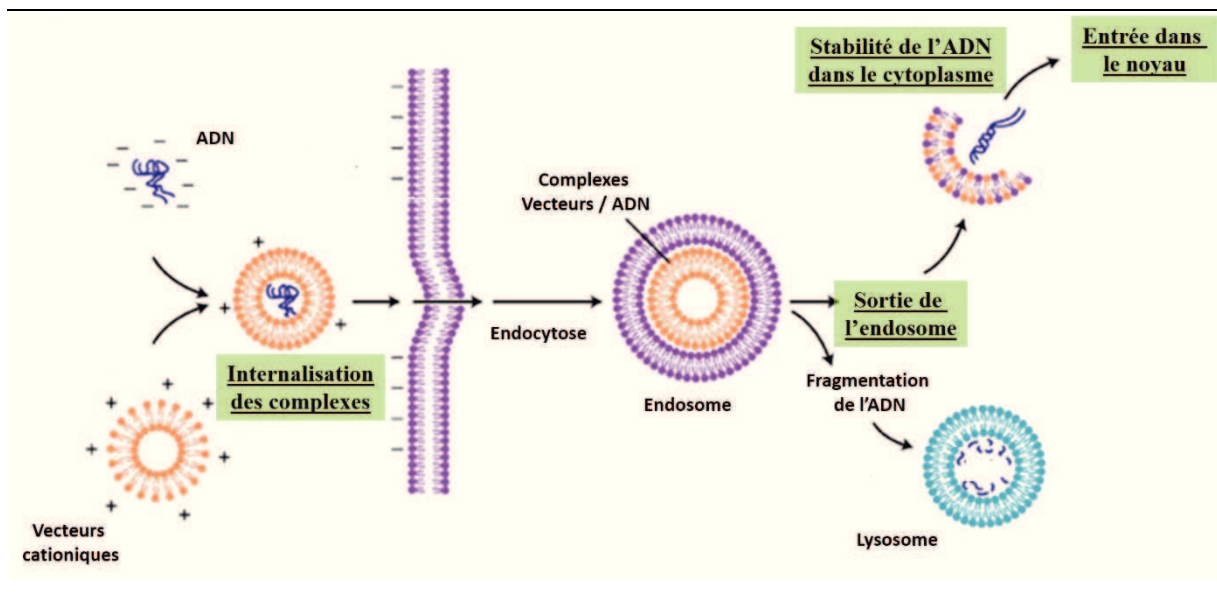 ADN
Vecteurs
cationiques
Internalisation
des complexes
Endocytose
Complexes
Vecteurs / ADN
Endosome
Sortie de
l'endosome
Fragmentation
de l'ADN
Lysosome
Stabilité de l'ADN
dans le cytoplasme
Entrée dans
le noyau